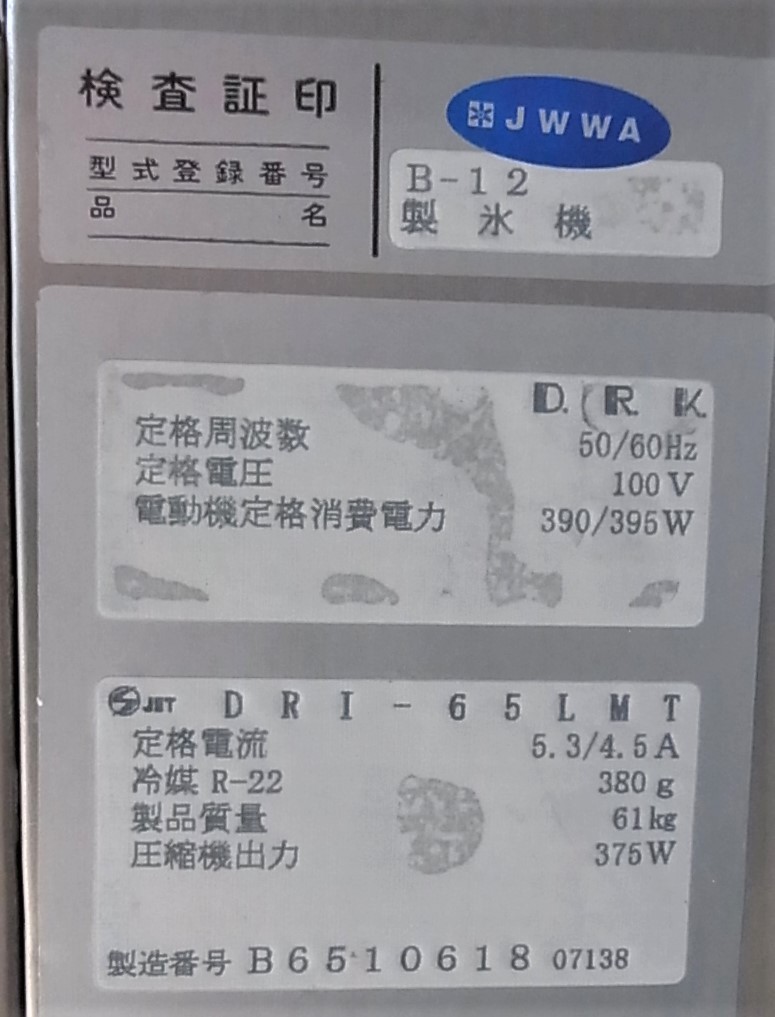 検査証印
JWWA
型式登録番号 B-12
品名 製氷機
D. R. K.
定格周波数 50/60Hz
定格電圧 100V
電動機定格消費電力 390/395W
JET DRI-65LMT
定格電流 5.3/4.5A
冷媒 R-22 380g
製品質量 61kg
圧縮機出力 375W
製造番号 B6510618 07138